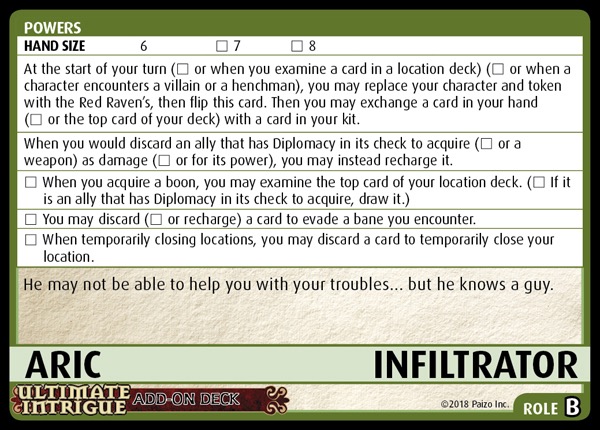 POWERS
HAND SIZE 6 □ 7 □ 8
At the start of your turn (□ or when you examine a card in a location deck) (□ or when a
character encounters a villain or a henchman), you may replace your character and token
with the Red Raven's, then flip this card. Then you may exchange a card in your hand
(□ or the top card of your deck) with a card in your kit.
When you would discard an ally that has Diplomacy in its check to acquire (□ or a
weapon) as damage (□ or for its power), you may instead recharge it.
□ When you acquire a boon, you may examine the top card of your location deck. (□ If it
is an ally that has Diplomacy in its check to acquire, draw it.)
□ You may discard (□ or recharge) a card to evade a bane you encounter.
□ When temporarily closing locations, you may discard a card to temporarily close your
location.
He may not be able to help you with your troubles... but he knows a guy.
ARIC INFILTRATOR
ULTIMATE
INTRIGUE ADD-ON DECK
©2018 Paizo Inc. ROLE B